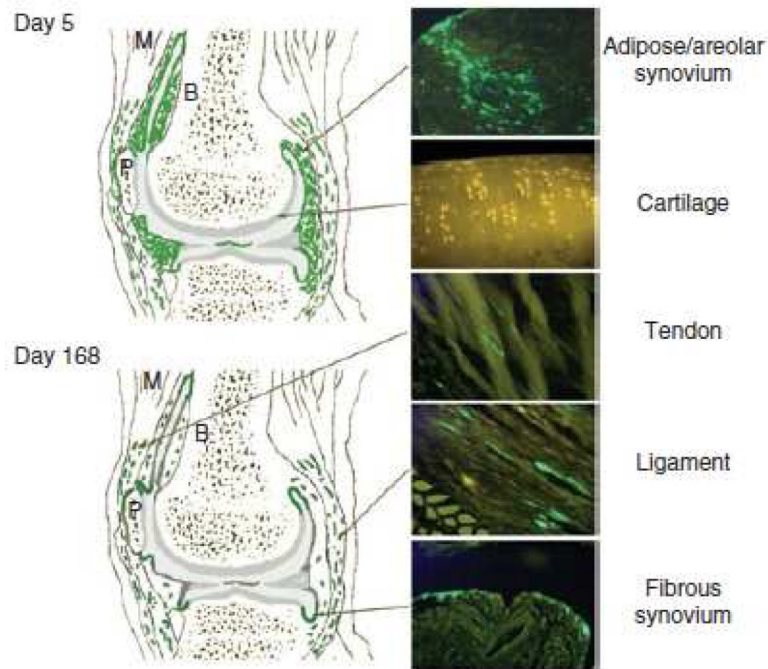 Day 5
M
B
P
Adipose/areolar
synovium
Cartilage
Tendon
Day 168
M
B
P
Ligament
Fibrous
synovium